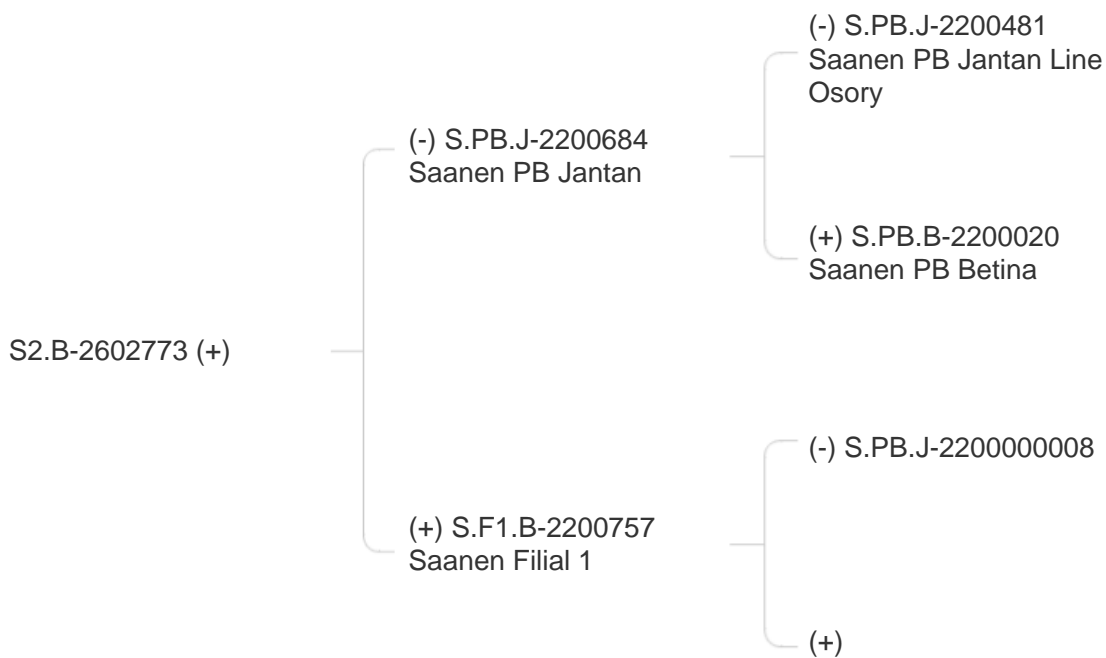 (-) S.PB.J-2200481
Saanen PB Jantan Line
Osory
(-) S.PB.J-2200684
Saanen PB Jantan
(+) S.PB.B-2200020
Saanen PB Betina
S2.B-2602773 (+)
(-) S.PB.J-2200000008
(+) S.F1.B-2200757
Saanen Filial 1
(+)